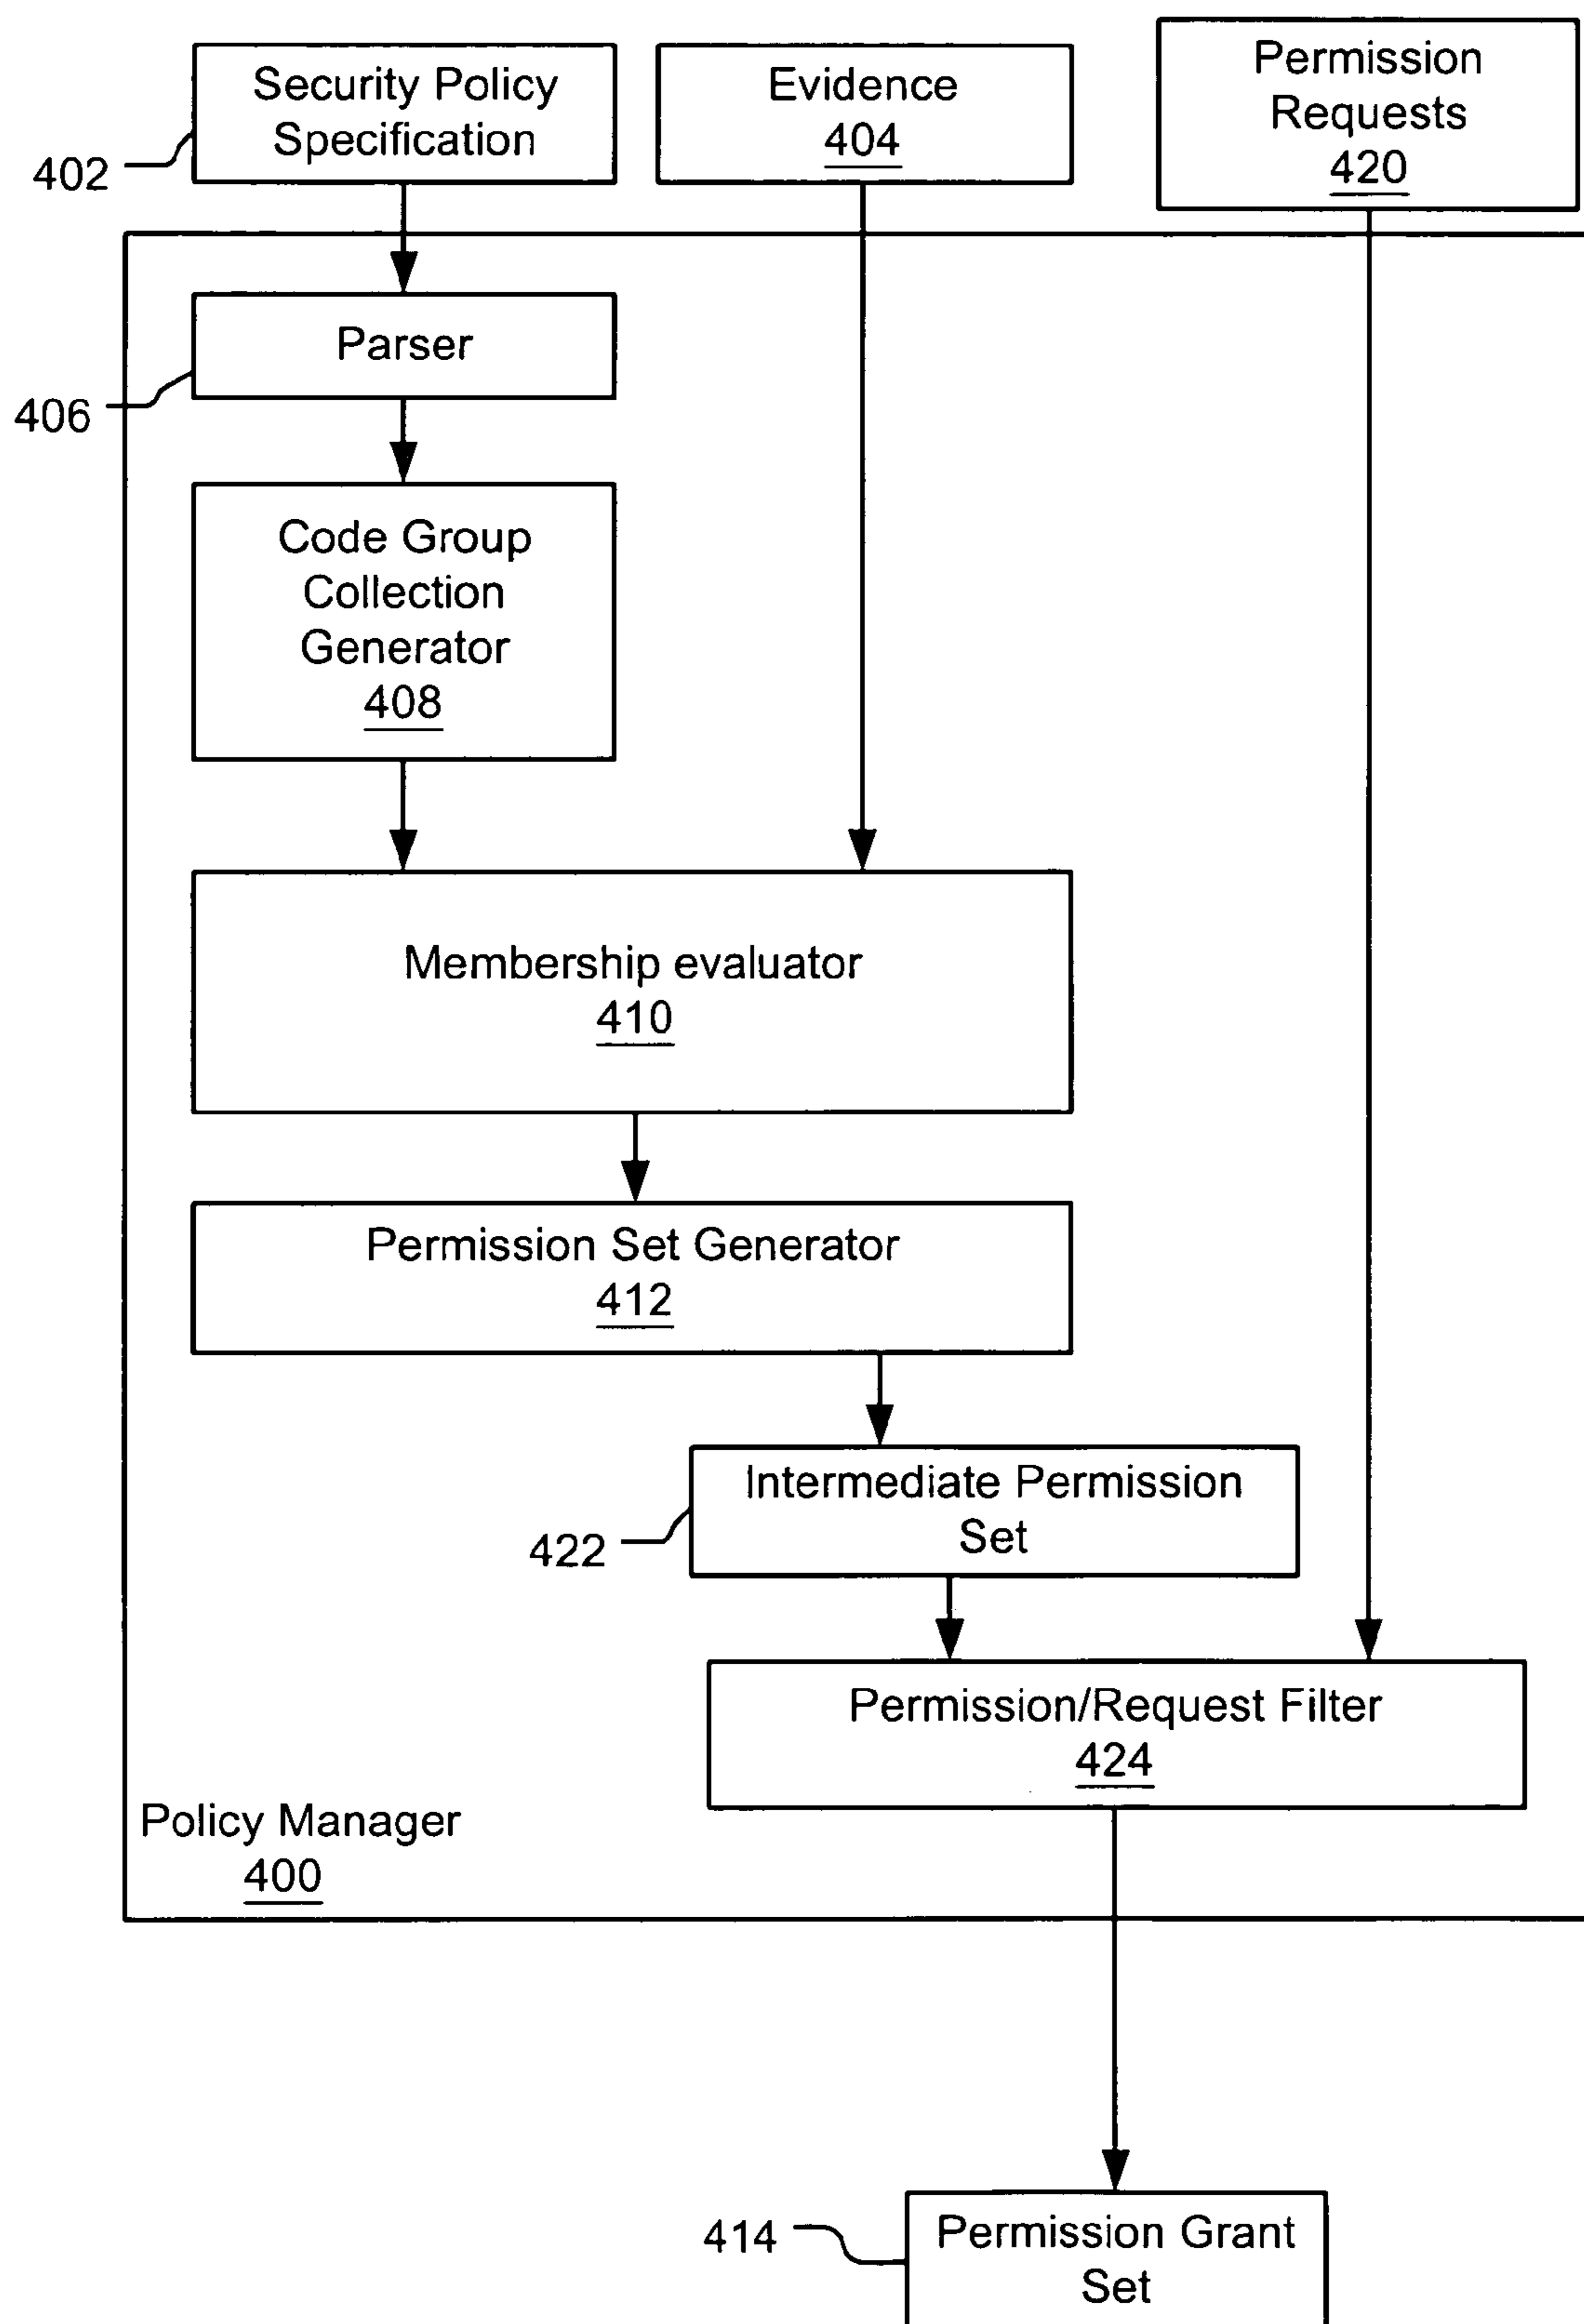 Security Policy
Specification
402
Evidence
404
Permission
Requests
420
Parser
406
Code Group
Collection
Generator
408
Membership evaluator
410
Permission Set Generator
412
Intermediate Permission
Set
422
Permission/Request Filter
424
Policy Manager
400
414
Permission Grant
Set